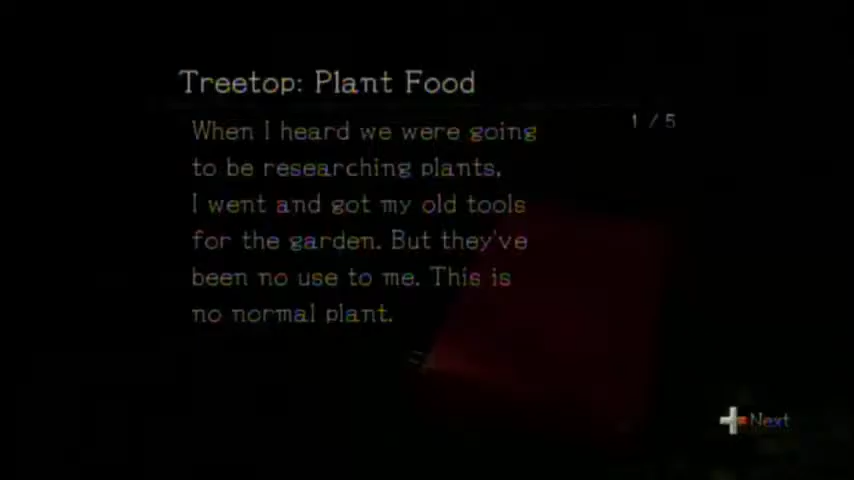 Treetop: Plant Food
1 / 5
When I heard we were going
to be researching plants,
I went and got my old tools
for the garden. But they've
been no use to me. This is
no normal plant.
Next